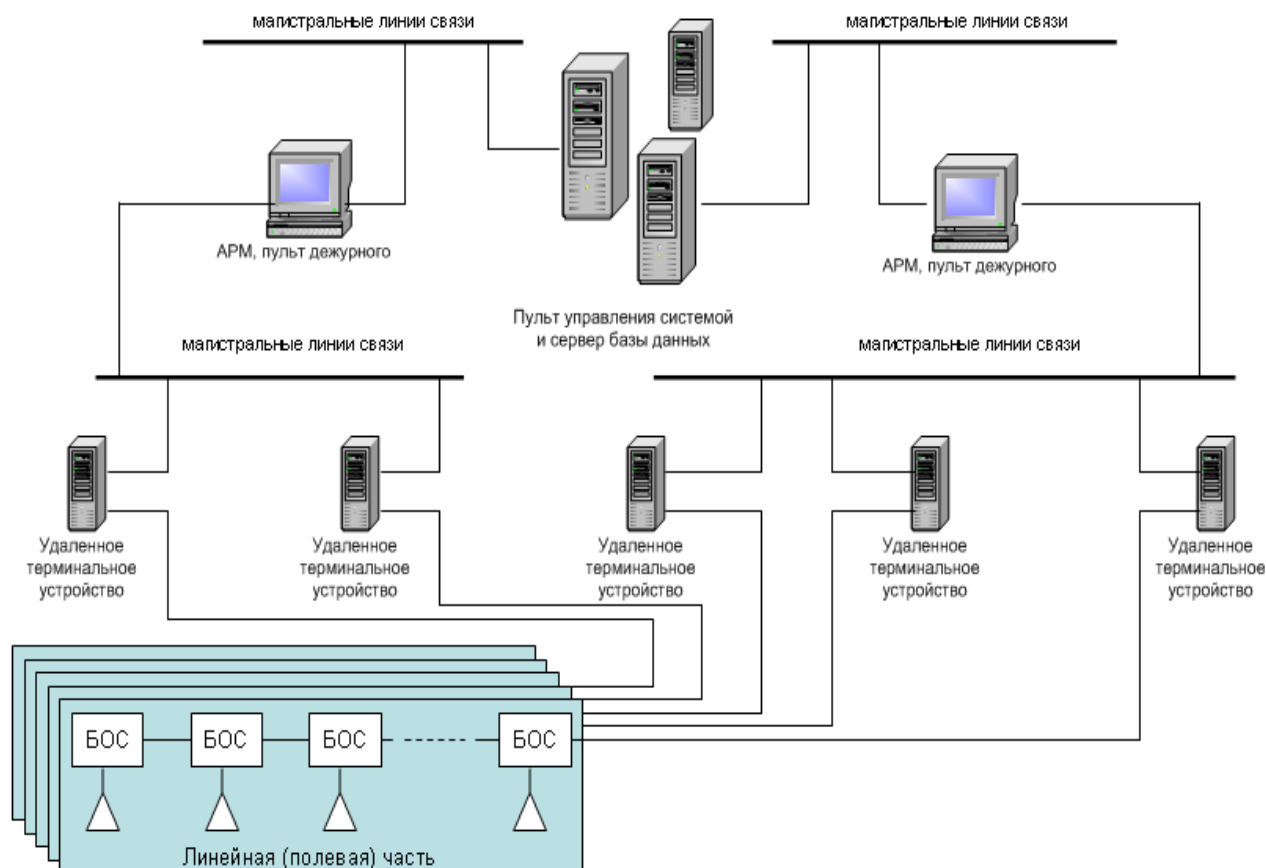 магистральные линии связи
магистральные линии связи
АРМ, пульт дежурного
АРМ, пульт дежурного
Пульт управления системой
и сервер базы данных
магистральные линии связи
магистральные линии связи
Удаленное
терминальное
устройство
Удаленное
терминальное
устройство
Удаленное
терминальное
устройство
Удаленное
терминальное
устройство
Удаленное
терминальное
устройство
БОС
БОС
БОС
БОС
Линейная (полевая) часть